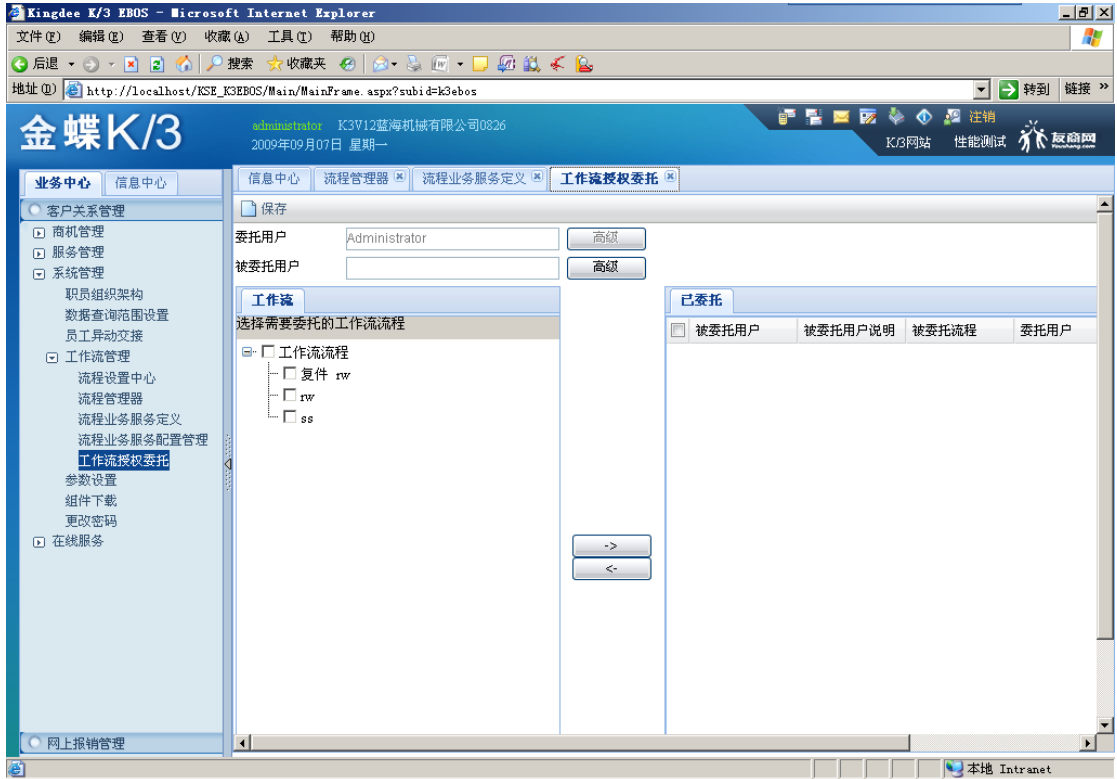 Kingdee K/3 EBOS - Microsoft Internet Explorer
文件(F) 编辑(E) 查看(V) 收藏(A) 工具(T) 帮助(H)
后退 搜索 收藏夹
地址(D) http://localhost/KSE_K3EBOS/Main/MainFrame.aspx?subid=k3ebos 转到 链接 »
金蝶K/3
administrator K3V12蓝海机械有限公司0826
2009年09月07日 星期一
注销
K/3网站 性能测试 友商网
Youshang.com
业务中心 信息中心
信息中心 流程管理器 流程业务服务定义 工作流授权委托
客户关系管理
商机管理
服务管理
系统管理
职员组织架构
数据查询范围设置
员工异动交接
工作流管理
流程设置中心
流程管理器
流程业务服务定义
流程业务服务配置管理
工作流授权委托
参数设置
组件下载
更改密码
在线服务
网上报销管理
保存
委托用户 Administrator 高级
被委托用户 高级
工作流
选择需要委托的工作流流程
工作流流程
复件 rw
rw
ss
->
<-
已委托
被委托用户 被委托用户说明 被委托流程 委托用户
本地 Intranet